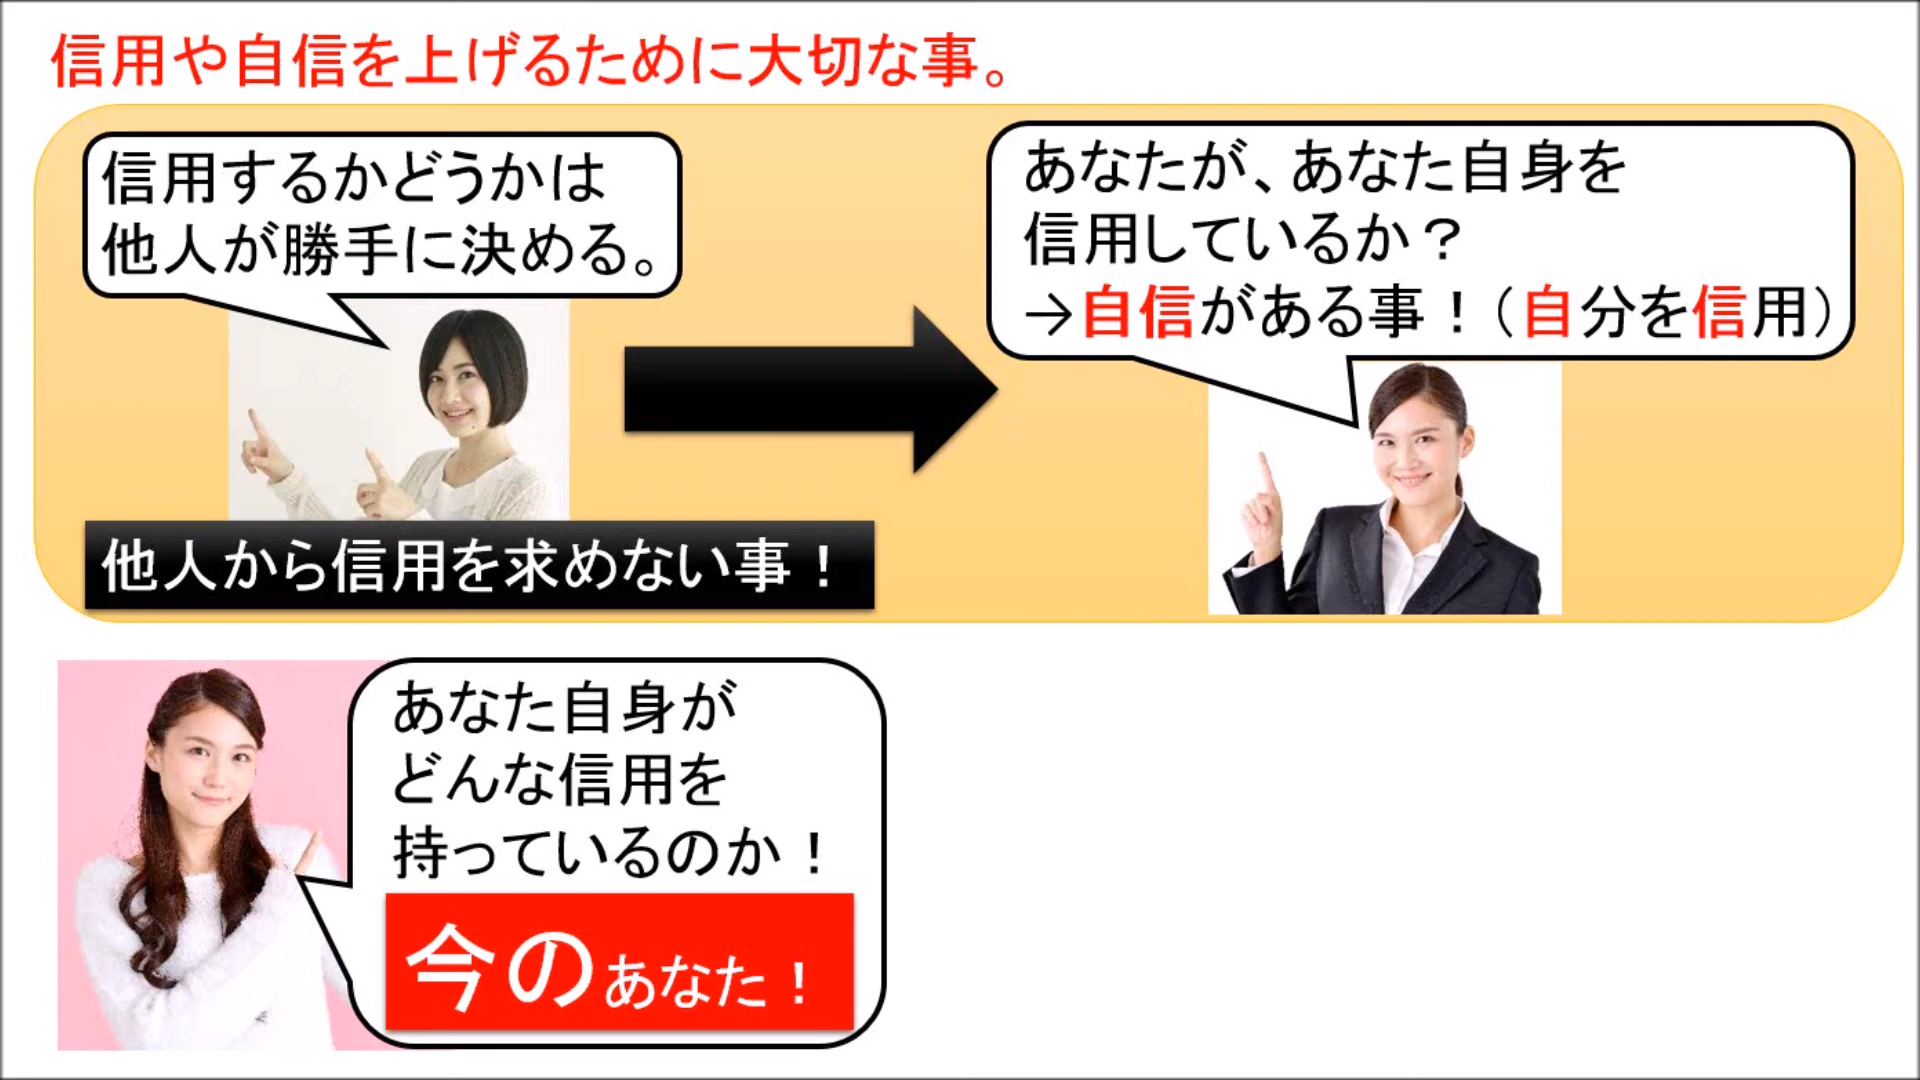 信用や自信を上げるために大切な事。
信用するかどうかは
他人が勝手に決める。
あなたが、あなた自身を
信用しているか？
→自信がある事！（自分を信用）
他人から信用を求めない事！
あなた自身が
どんな信用を
持っているのか！
今のあなた！